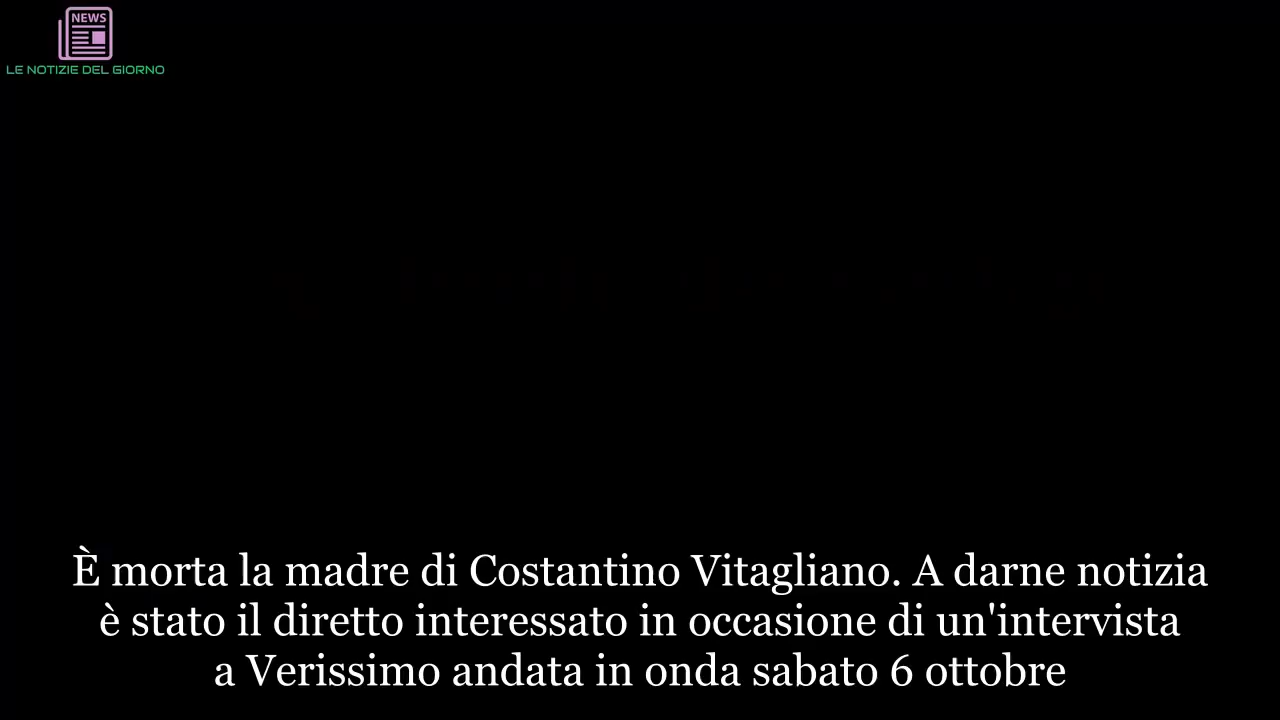 NEWS
LE NOTIZIE DEL GIORNO
È morta la madre di Costantino Vitagliano. A darne notizia
è stato il diretto interessato in occasione di un'intervista
a Verissimo andata in onda sabato 6 ottobre